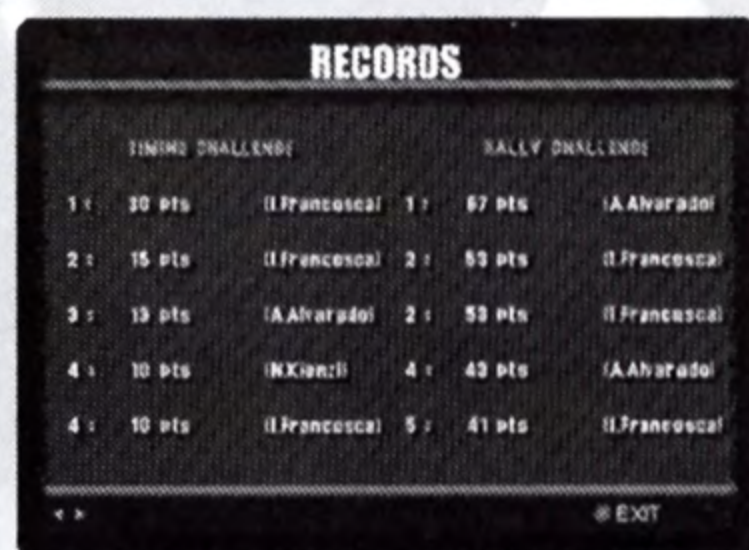 RECORDS
TIMING CHALLENGE RALLY CHALLENGE
1 : 30 pts (I.Francesca) 1 : 67 pts (A.Alvarado)
2 : 15 pts (I.Francesca) 2 : 53 pts (I.Francesca)
3 : 13 pts (A.Alvarado) 2 : 53 pts (I.Francesca)
4 : 10 pts 4 : 43 pts (A.Alvarado)
4 : 10 pts (I.Francesca) 5 : 41 pts (I.Francesca)
< > EXIT